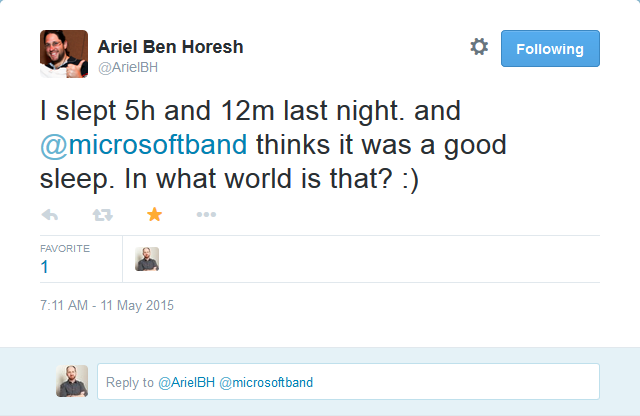 Ariel Ben Horesh
@ArielBH
Following
I slept 5h and 12m last night. and
@microsoftband thinks it was a good
sleep. In what world is that? :)
FAVORITE
1
7:11 AM - 11 May 2015
Reply to @ArielBH @microsoftband